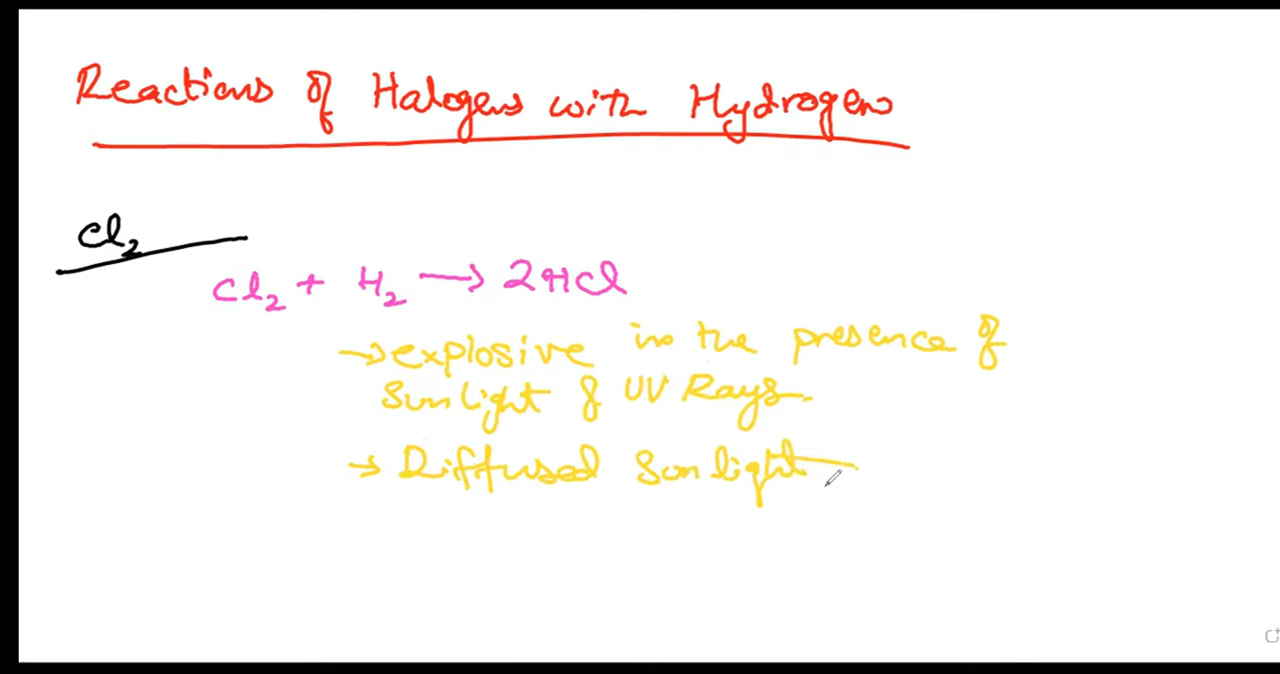 Reactions of Halogens with Hydrogens
Cl₂
Cl₂ + H₂ → 2HCl
→ explosive in the presence of
Sunlight & UV Rays.
→ Diffused Sunlight